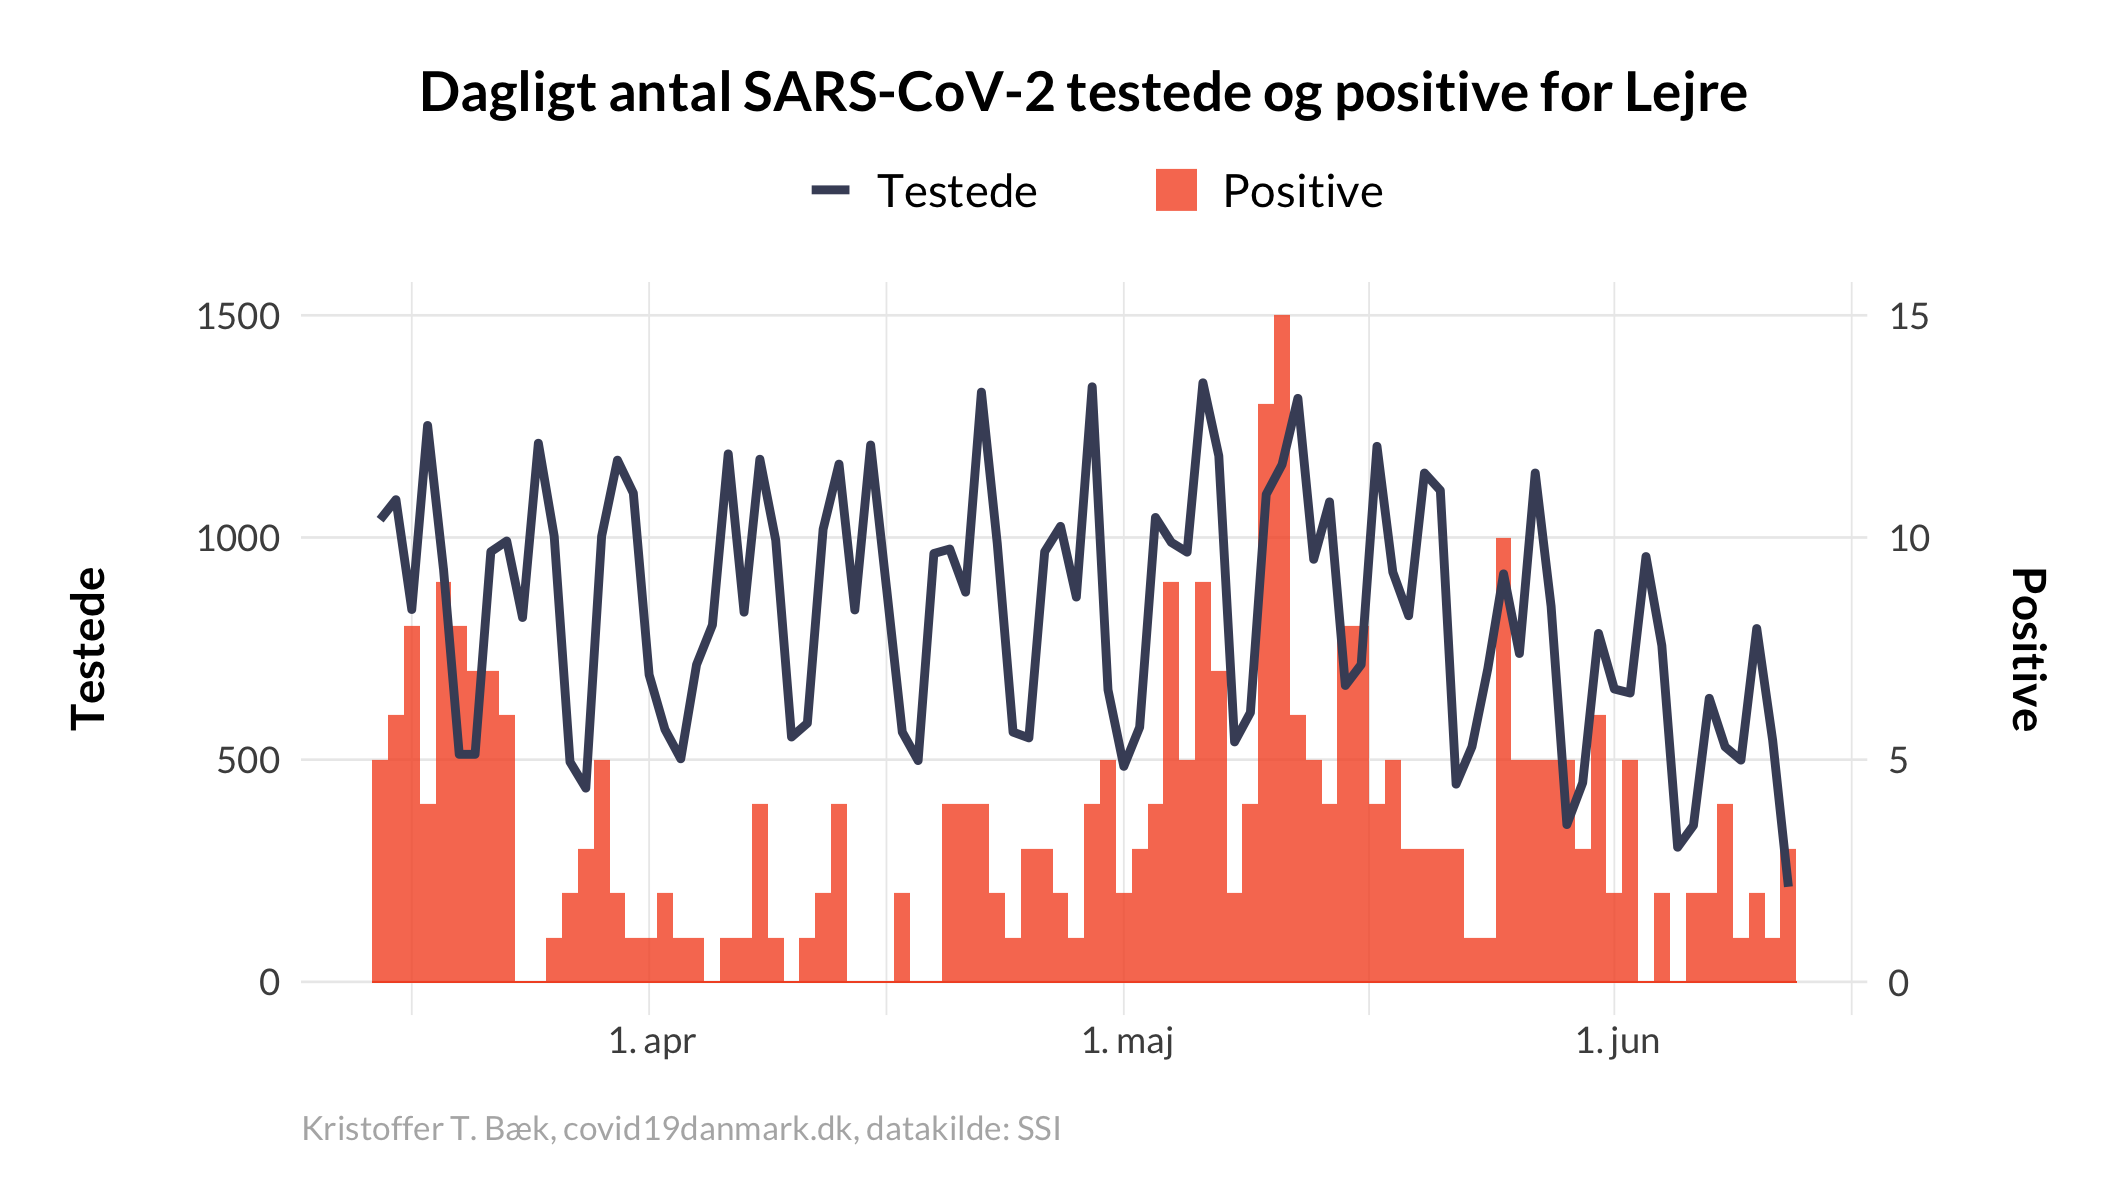 Dagligt antal SARS-CoV-2 testede og positive for Lejre
Testede Positive
1500 15
1000 10
Testede
Positive
500 5
0 0
1. apr 1. maj 1. jun
Kristoffer T. Bæk, covid19danmark.dk, datakilde: SSI